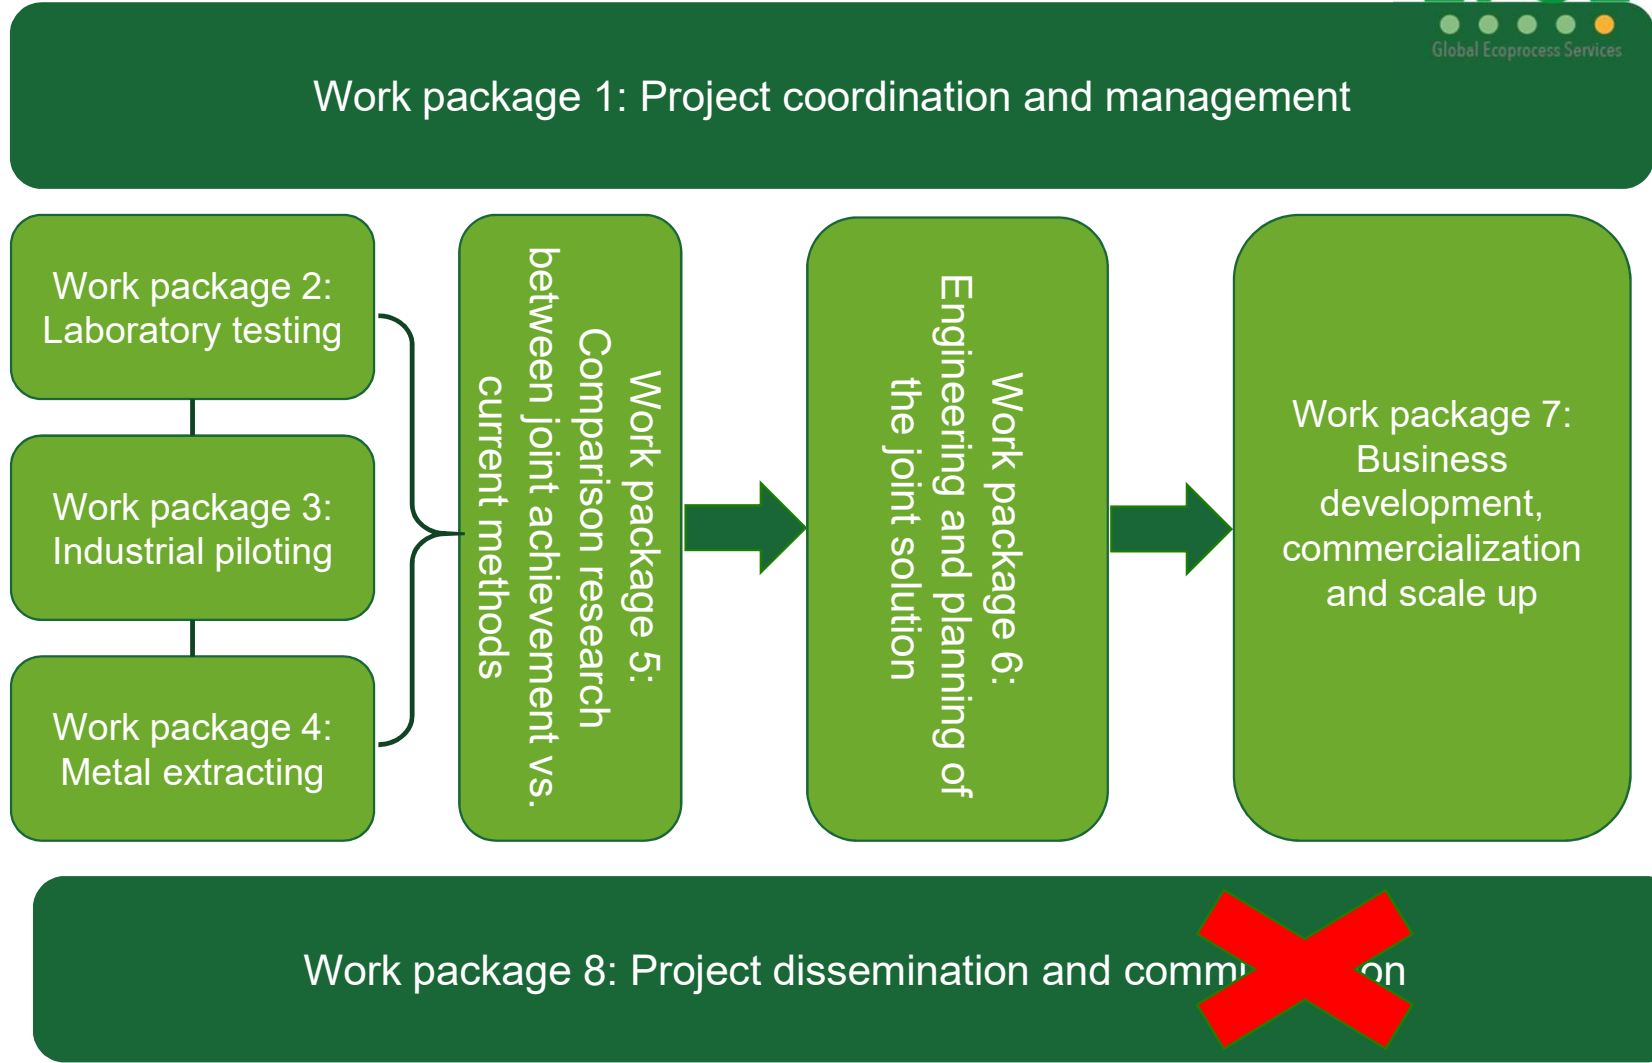 Global Ecoprocess Services
Work package 1: Project coordination and management
Work package 2:
Laboratory testing
Work package 3:
Industrial piloting
Work package 4:
Metal extracting
Work package 5:
Comparison research
between joint achievement vs.
current methods
Work package 6:
Engineering and planning of
the joint solution
Work package 7:
Business
development,
commercialization
and scale up
Work package 8: Project dissemination and